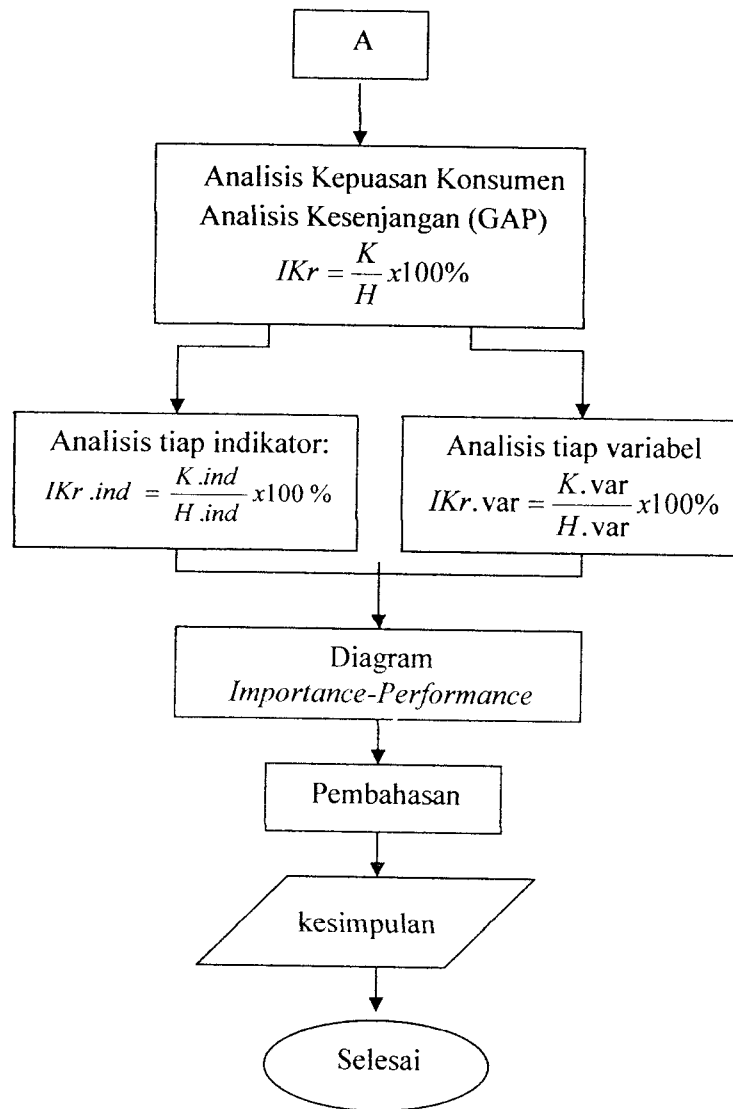 A
Analisis Kepuasan Konsumen
Analisis Kesenjangan (GAP)
IKr = K/H x100%
Analisis tiap indikator:
IKr .ind = K .ind/H .ind x100 %
Analisis tiap variabel
IKr.var = K.var/H.var x100%
Diagram
Importance-Performance
Pembahasan
kesimpulan
Selesai